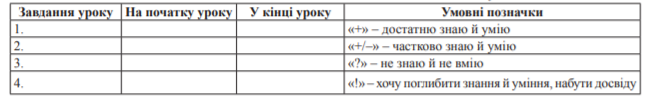 Завдання уроку На початку уроку У кінці уроку Умовні позначки
1. «+» – достатньо знаю й умію
2. «+/–» – частково знаю й умію
3. «?» – не знаю й не вмію
4. «!» – хочу поглибити знання й уміння, набути досвіду